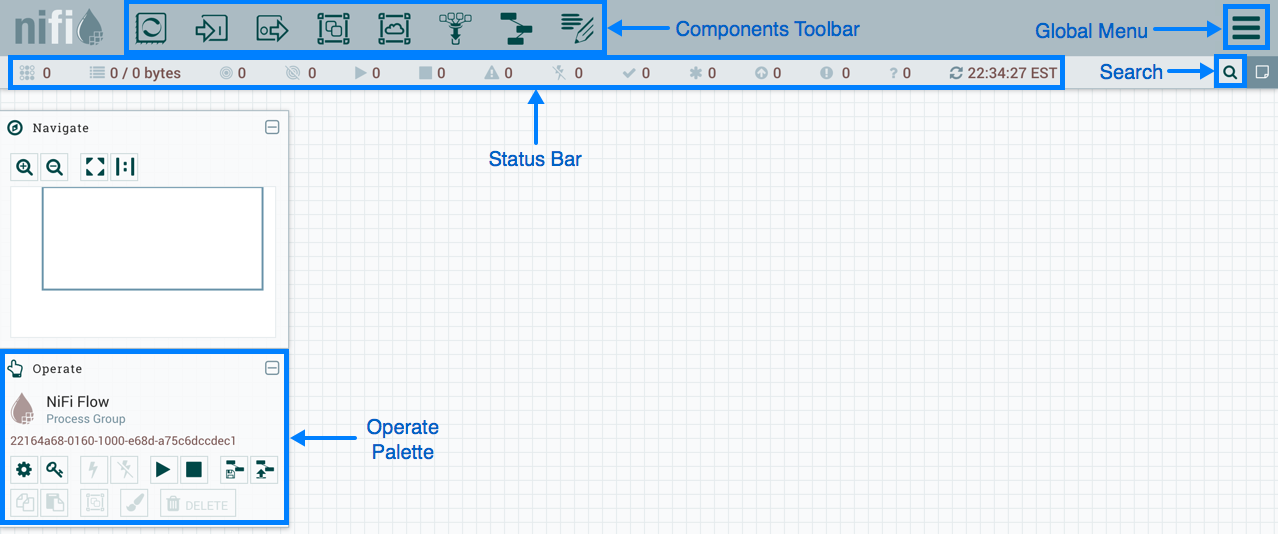 nifi
Components Toolbar
Global Menu
0 0 / 0 bytes 0 0 0 0 0 0 0 0 0 0 0 22:34:27 EST
Search
Status Bar
Navigate
Operate
NiFi Flow
Process Group
22164a68-0160-1000-e68d-a75c6dccdec1
DELETE
Operate
Palette